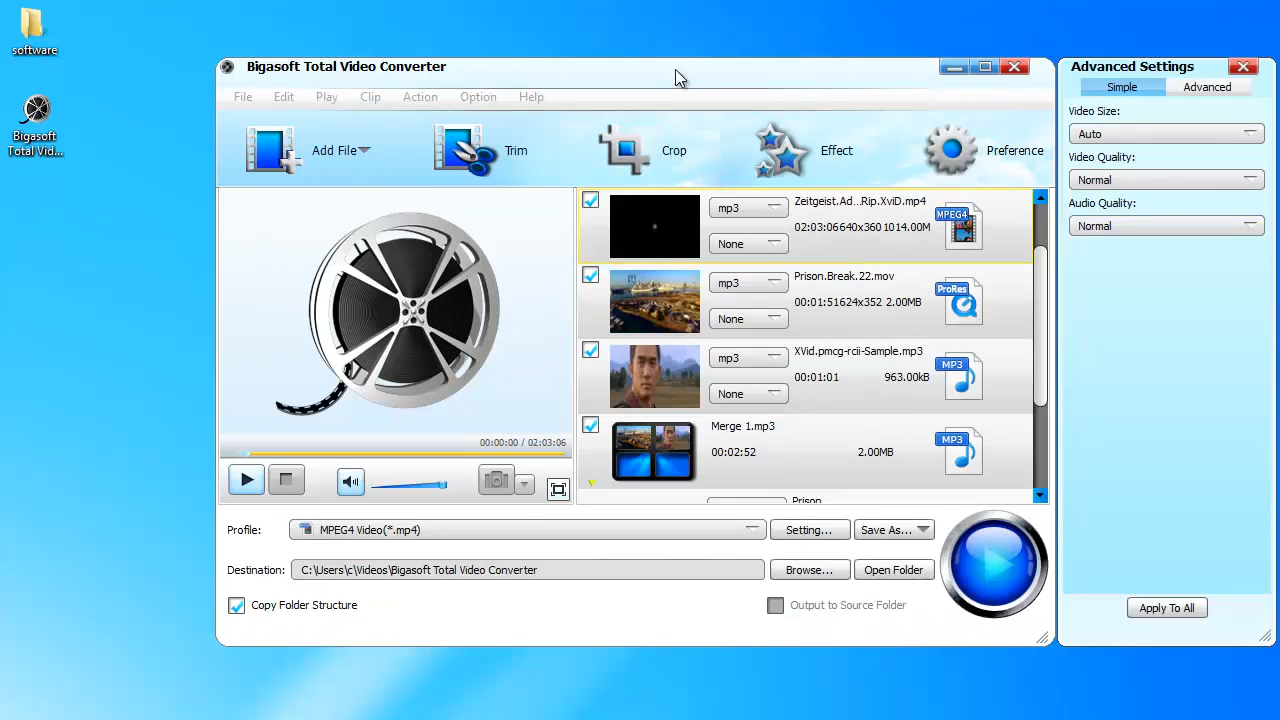 software
Bigasoft
Total Vid...
Bigasoft Total Video Converter
File Edit Play Clip Action Option Help
Add File Trim Crop Effect Preference
mp3
Zeitgeist.Ad...Rip.XviD.mp4
02:03:06 640x360 1014.00M
MPEG4
None
mp3
Prison.Break.22.mov
00:01:51 624x352 2.00MB
ProRes
None
mp3
XVid.pmcg-rcii-Sample.mp3
00:01:01 963.00kB
MP3
None
Merge 1.mp3
00:02:52 2.00MB
MP3
Prison
00:00:00 / 02:03:06
Profile: MPEG4 Video(*.mp4) Setting... Save As...
Destination: C:\Users\c\Videos\Bigasoft Total Video Converter Browse... Open Folder
Copy Folder Structure Output to Source Folder
Advanced Settings
Simple Advanced
Video Size:
Auto
Video Quality:
Normal
Audio Quality:
Normal
Apply To All